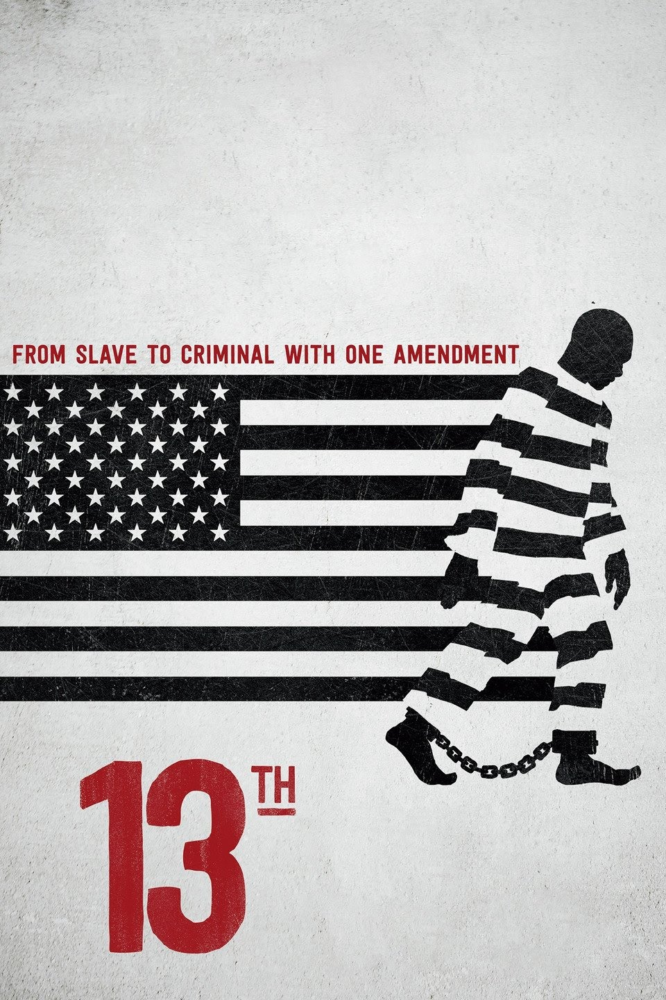 FROM SLAVE TO CRIMINAL WITH ONE AMENDMENT
13TH